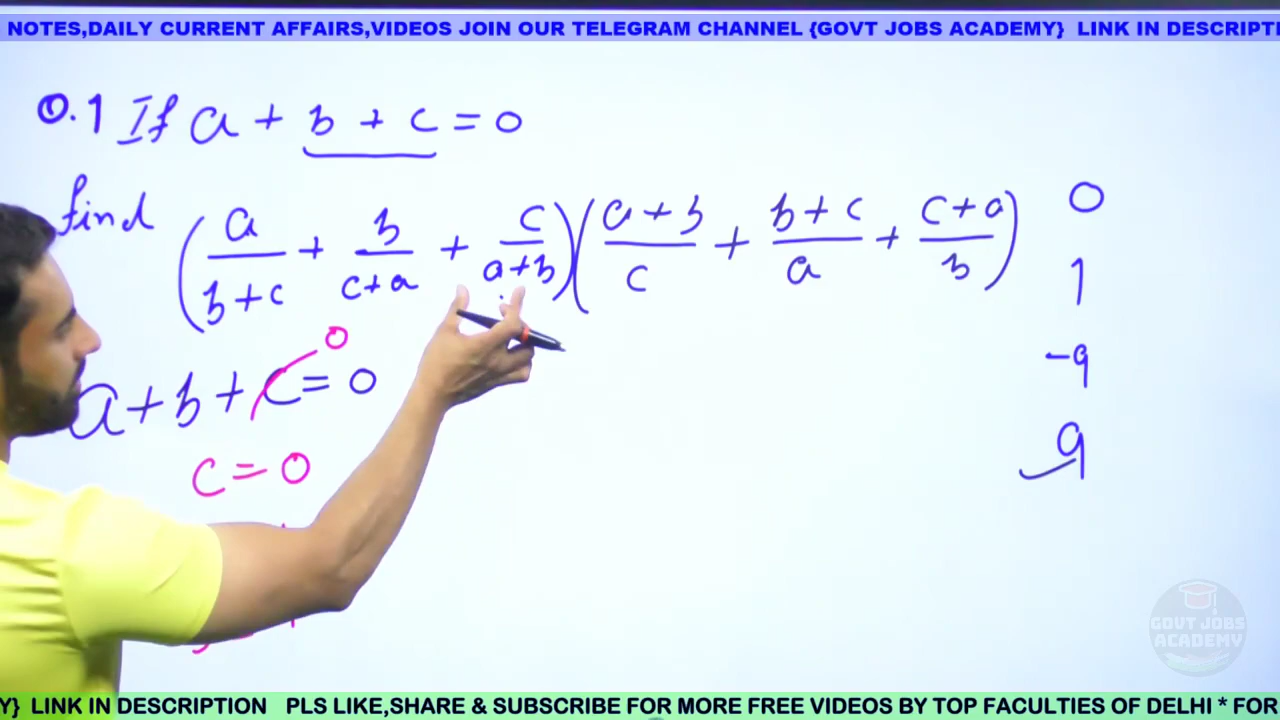 NOTES,DAILY CURRENT AFFAIRS,VIDEOS JOIN OUR TELEGRAM CHANNEL {GOVT JOBS ACADEMY} LINK IN DESCRIPTI
Q.1 If a + b + c = 0
find (a/(b+c) + b/(c+a) + c/(a+b)) ((a+b)/c + (b+c)/a + (c+a)/b)
0
1
-9
9
a+b+c=0
0
c=0
GOVT JOBS
ACADEMY
Y} LINK IN DESCRIPTION PLS LIKE,SHARE & SUBSCRIBE FOR MORE FREE VIDEOS BY TOP FACULTIES OF DELHI * FOR